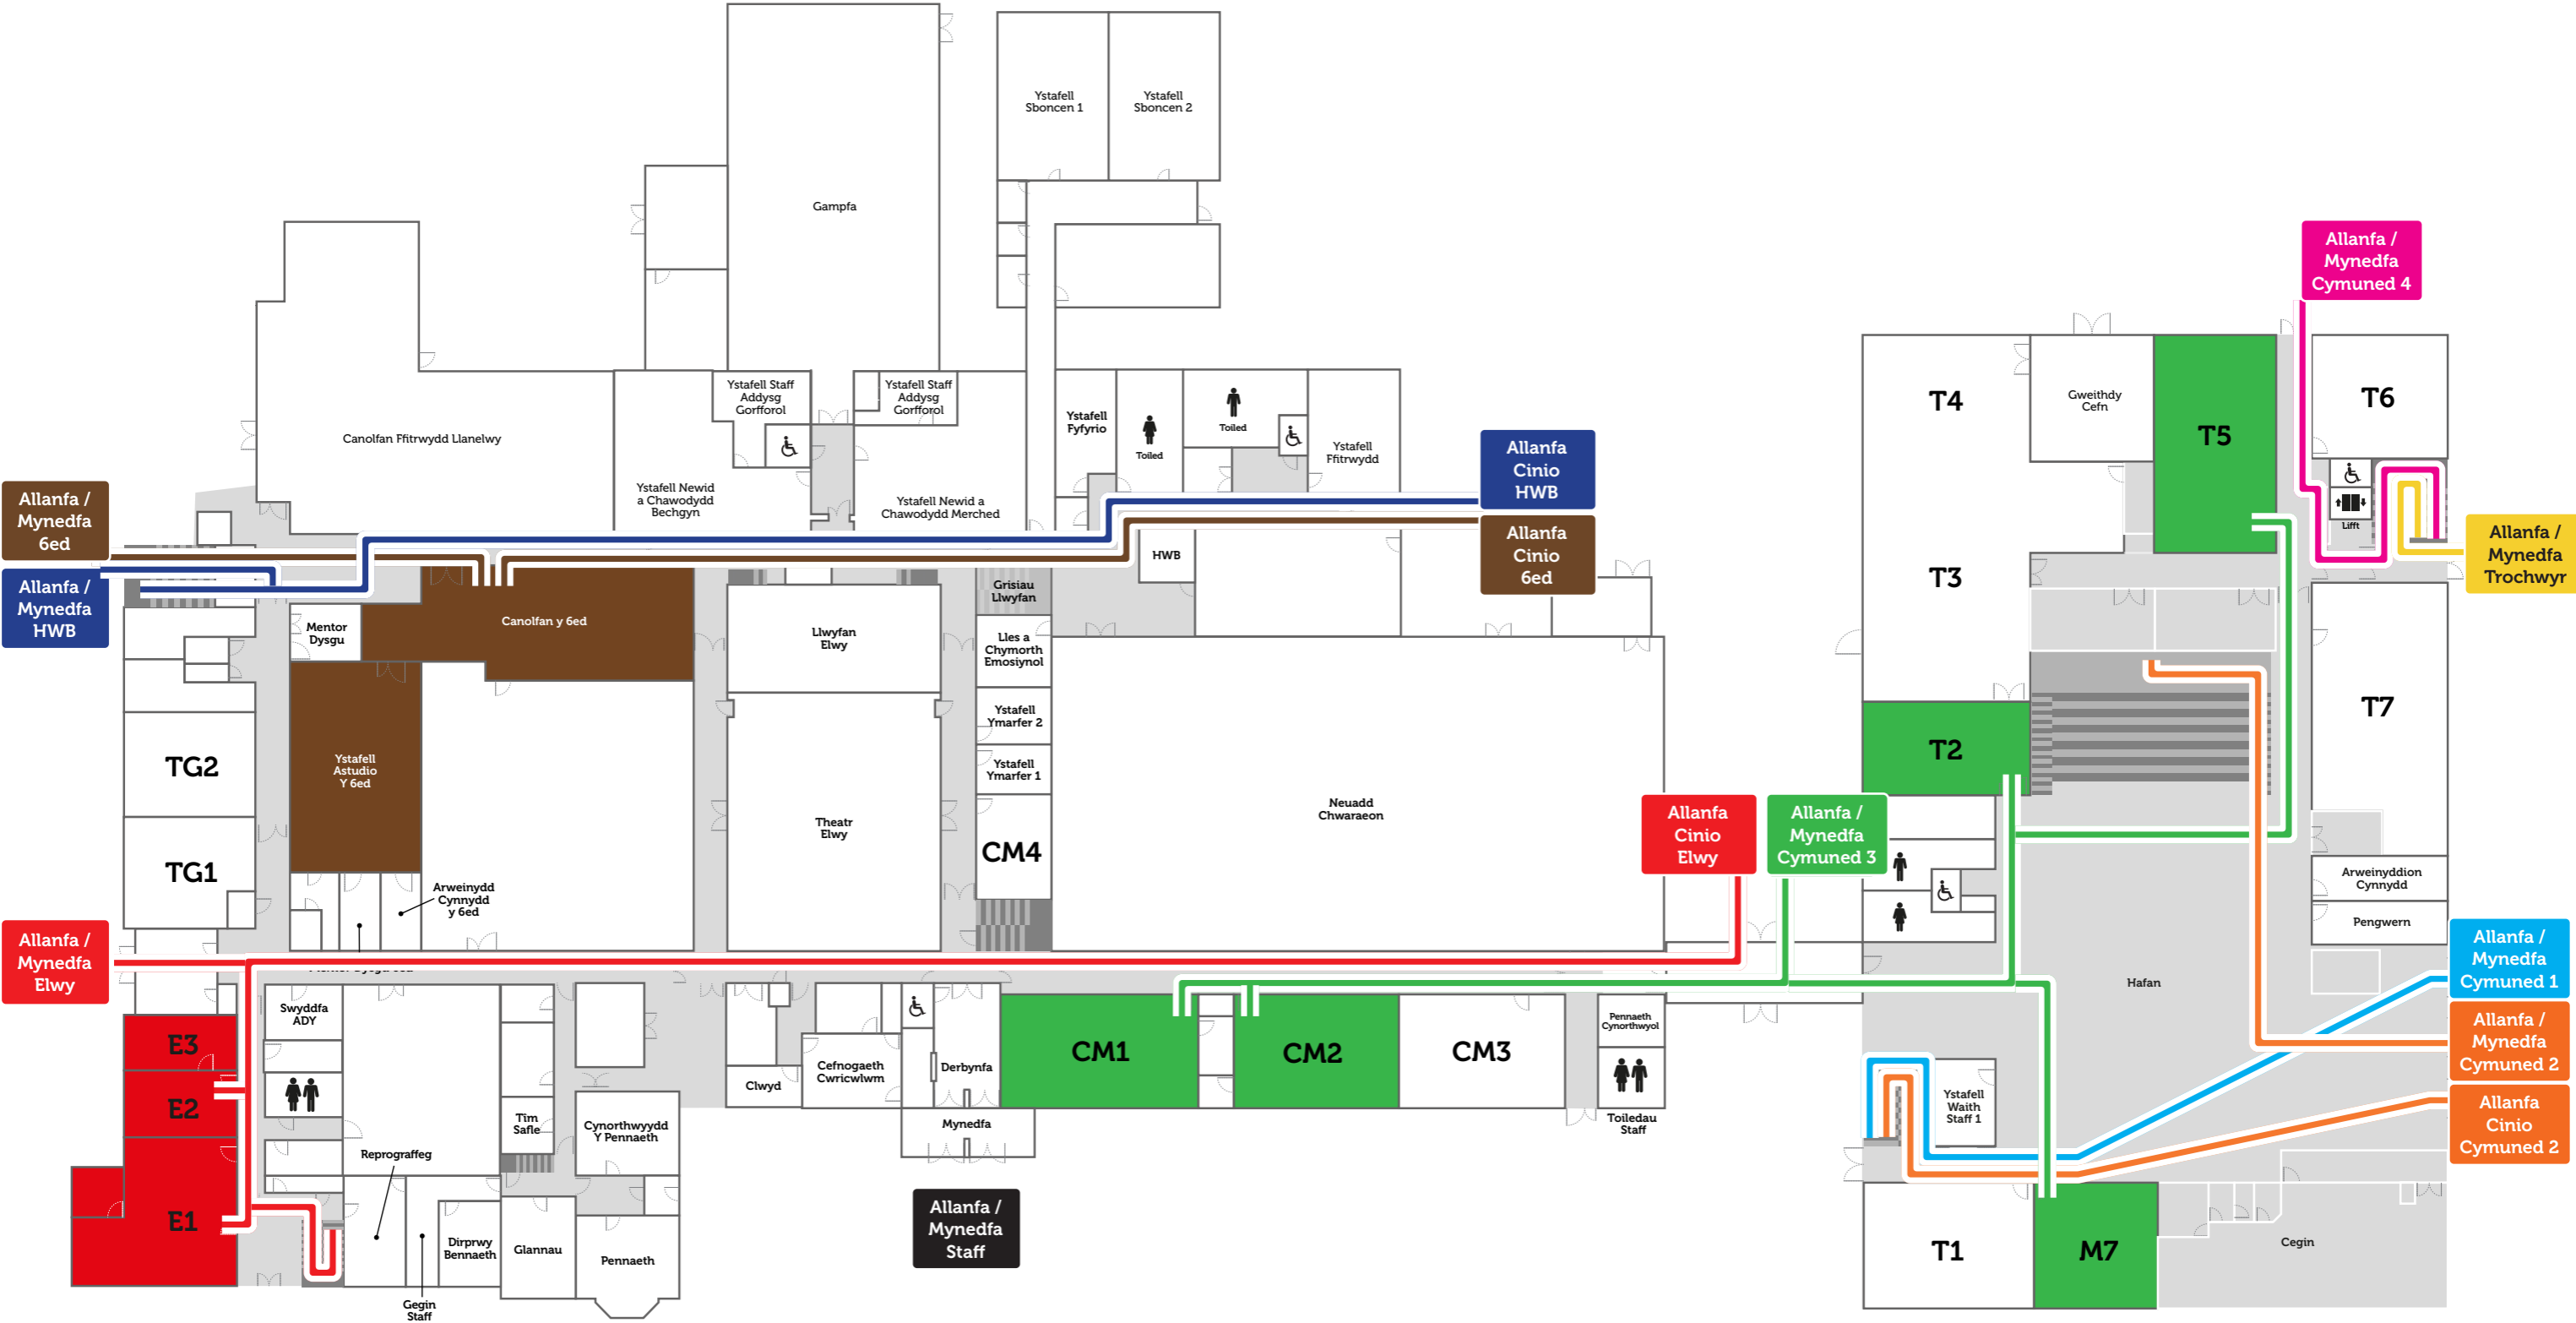 Ystafell
Sboncen 1
Ystafell
Sboncen 2
Gampfa
Allanfa /
Mynedfa
Cymuned 4
Ystafell Staff
Addysg
Gorfforol
Ystafell Staff
Addysg
Gorfforol
Canolfan Ffitrwydd Llanelwy
Ystafell Newid
a Chawodydd
Bechgyn
Ystafell Newid a
Chawodydd Merched
Ystafell
Fyfyrio
Toiled
Toiled
Ystafell
Ffitrwydd
Allanfa
Cinio
HWB
Allanfa
Cinio
6ed
T4
Gweithdy
Cefn
T5
T6
Lifft
Allanfa /
Mynedfa
Trochwyr
Allanfa /
Mynedfa
6ed
Allanfa /
Mynedfa
HWB
HWB
Grisiau
Llwyfan
Canolfan y 6ed
Mentor
Dysgu
Llwyfan
Elwy
Lles a
Chymorth
Emosiynol
T3
T7
Ystafell
Ymarfer 2
Ystafell
Ymarfer 1
TG2
Ystafell
Astudio
Y 6ed
Theatr
Elwy
Neuadd
Chwaraeon
T2
Allanfa
Cinio
Elwy
Allanfa /
Mynedfa
Cymuned 3
CM4
TG1
Arweinydd
Cynnydd
y 6ed
Arweinyddion
Cynnydd
Pengwern
Allanfa /
Mynedfa
Elwy
Allanfa /
Mynedfa
Cymuned 1
Hafan
Swyddfa
ADY
E3
E2
E1
Clwyd
Cefnogaeth
Cwricwlwm
Derbynfa
CM1
CM2
CM3
Pennaeth
Cynorthwyol
Toiledau
Staff
Allanfa /
Mynedfa
Cymuned 2
Allanfa
Cinio
Cymuned 2
Ystafell
Waith
Staff 1
Tim
Safle
Cynorthwyydd
Y Pennaeth
Mynedfa
Reprograffeg
Allanfa /
Mynedfa
Staff
Dirprwy
Bennaeth
Glannau
Pennaeth
Gegin
Staff
T1
M7
Cegin